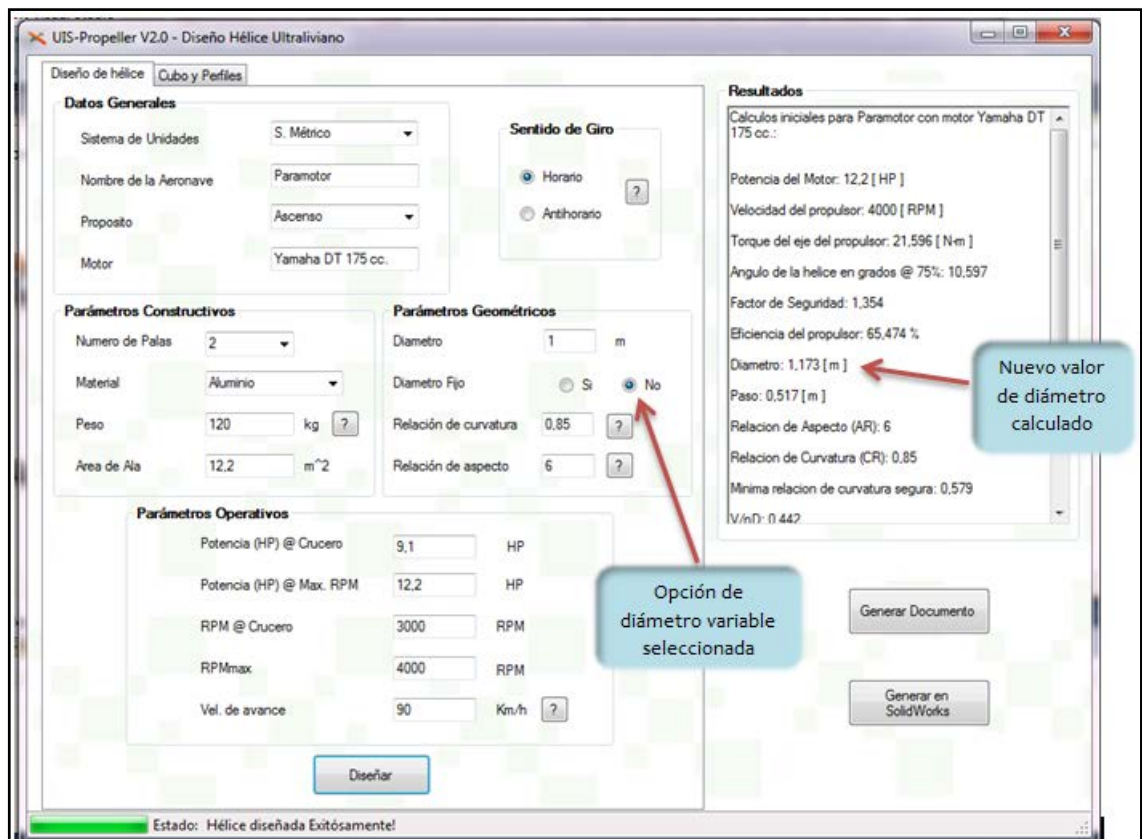 UIS-Propeller V2.0 - Diseño Hélice Ultraliviano
Diseño de hélice
Cubo y Perfiles
Datos Generales
Sistema de Unidades
S. Métrico
Nombre de la Aeronave
Paramotor
Proposito
Ascenso
Motor
Yamaha DT 175 cc.
Sentido de Giro
Horario
?
Antihorario
Parámetros Constructivos
Numero de Palas
2
Material
Aluminio
Peso
120
kg
?
Area de Ala
12,2
m^2
Parámetros Geométricos
Diametro
1
m
Diametro Fijo
Si
No
Relación de curvatura
0,85
?
Relación de aspecto
6
?
Parámetros Operativos
Potencia (HP) @ Crucero
9,1
HP
Potencia (HP) @ Max. RPM
12,2
HP
RPM @ Crucero
3000
RPM
RPMmax
4000
RPM
Vel. de avance
90
Km/h
?
Diseñar
Resultados
Calculos iniciales para Paramotor con motor Yamaha DT
175 cc.:
Potencia del Motor: 12,2 [ HP ]
Velocidad del propulsor: 4000 [ RPM ]
Torque del eje del propulsor: 21,596 [ N-m ]
Angulo de la helice en grados @ 75%: 10,597
Factor de Seguridad: 1,354
Eficiencia del propulsor: 65,474 %
Diametro: 1,173 [ m ]
Paso: 0,517 [ m ]
Relacion de Aspecto (AR): 6
Relacion de Curvatura (CR): 0,85
Minima relacion de curvatura segura: 0,579
V/nD: 0,442
Nuevo valor
de diámetro
calculado
Opción de
diámetro variable
seleccionada
Generar Documento
Generar en
SolidWorks
Estado: Hélice diseñada Exitósamente!